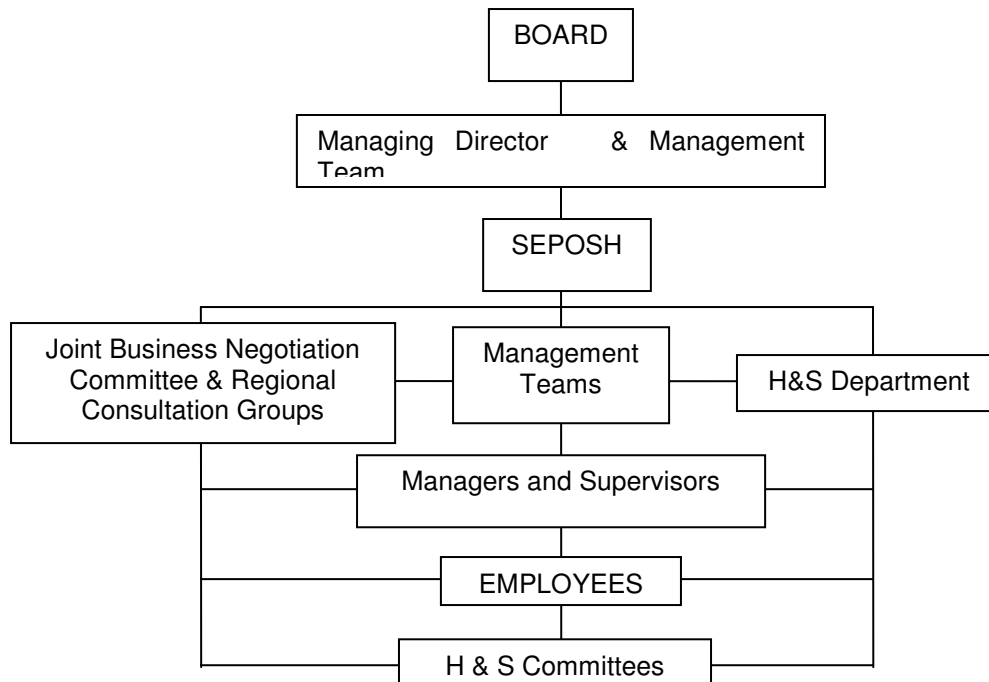 BOARD
Managing Director & Management
Team
SEPOSH
Joint Business Negotiation
Committee & Regional
Consultation Groups
Management
Teams
H&S Department
Managers and Supervisors
EMPLOYEES
H & S Committees